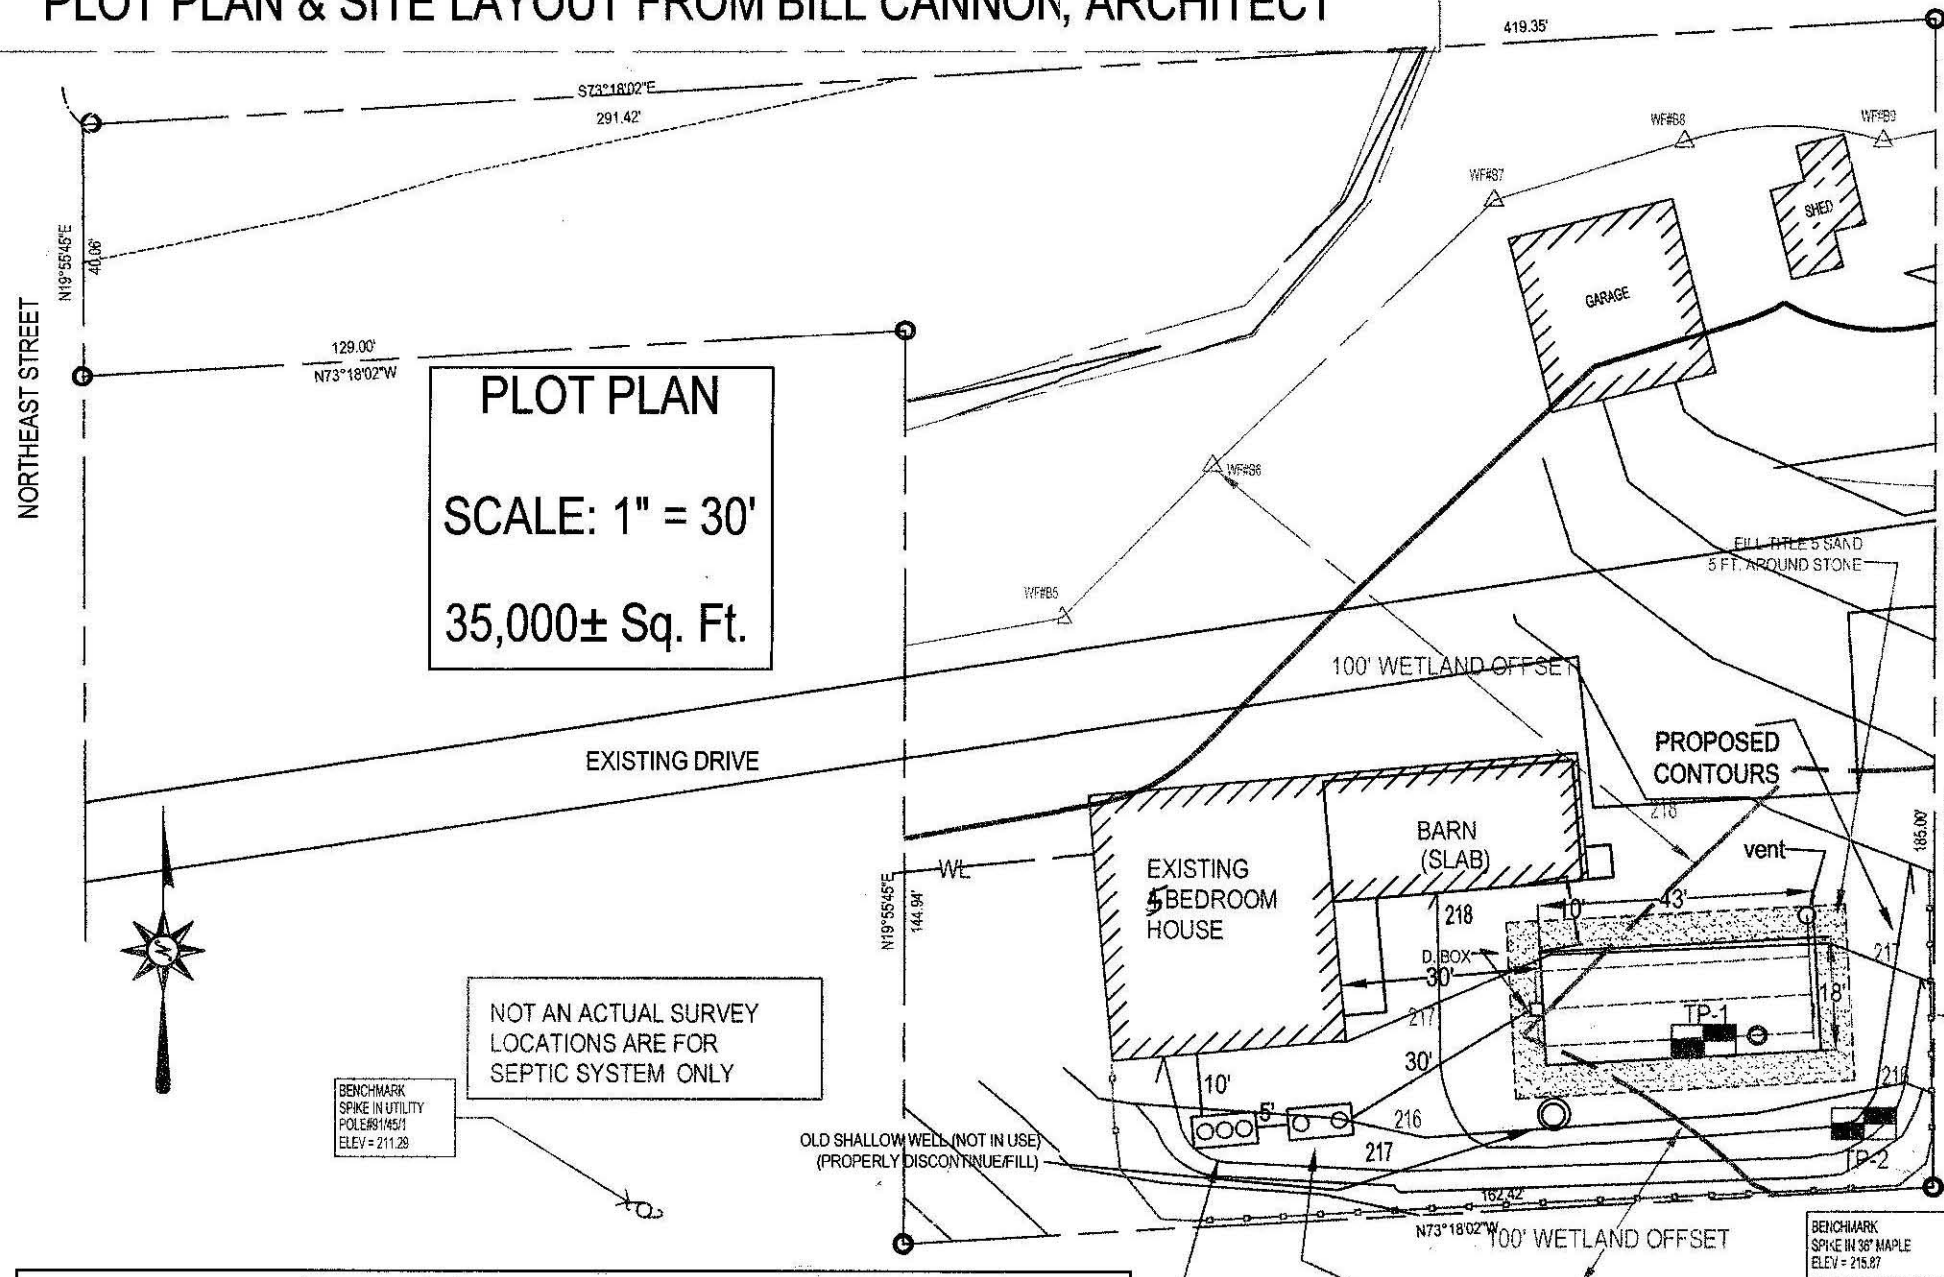 PLOT PLAN & SITE LAYOUT FROM BILL CANNON, ARCHITECT
419.35'
S73°18'02"E
291.42'
WF#B8
WF#B9
WF#B7
SHED
GARAGE
N19°55'45"E
40.06'
NORTHEAST STREET
129.00'
N73°18'02"W
PLOT PLAN
SCALE: 1" = 30'
35,000± Sq. Ft.
WF#B6
WF#B5
FILL TITLE 5 SAND
5 FT. AROUND STONE
100' WETLAND OFFSET
PROPOSED
CONTOURS
EXISTING DRIVE
218
185.00'
BARN
(SLAB)
vent
WL
EXISTING
5 BEDROOM
HOUSE
N19°55'45"E
144.94'
218
10'
43'
D. BOX
30'
217
18'
217
TP-1
NOT AN ACTUAL SURVEY
LOCATIONS ARE FOR
SEPTIC SYSTEM ONLY
30'
10'
5'
216
216
217
BENCHMARK
SPIKE IN UTILITY
POLE#91/45/1
ELEV = 211.29
OLD SHALLOW WELL (NOT IN USE)
(PROPERLY DISCONTINUE/FILL)
TP-2
162.42'
N73°18'02"W
100' WETLAND OFFSET
BENCHMARK
SPIKE IN 36" MAPLE
ELEV = 215.87